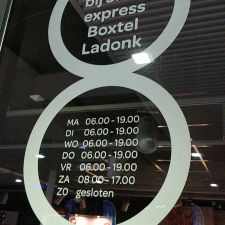 bij
express
Boxtel
Ladonk
MA 06.00 - 19.00
DI 06.00 - 19.00
WO 06.00 - 19.00
DO 06.00 - 19.00
VR 06.00 - 19.00
ZA 08.00 - 17.00
ZO gesloten